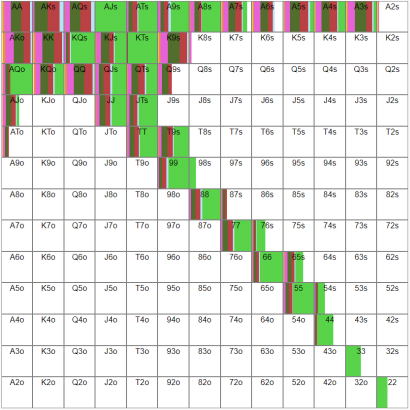 AA AKs AQs AJs ATs A9s A8s A7s A6s A5s A4s A3s A2s
AKo KK KQs KJs KTs K9s K8s K7s K6s K5s K4s K3s K2s
AQo KQo QQ QJs QTs Q9s Q8s Q7s Q6s Q5s Q4s Q3s Q2s
AJo KJo QJo JJ JTs J9s J8s J7s J6s J5s J4s J3s J2s
ATo KTo QTo JTo TT T9s T8s T7s T6s T5s T4s T3s T2s
A9o K9o Q9o J9o T9o 99 98s 97s 96s 95s 94s 93s 92s
A8o K8o Q8o J8o T8o 98o 88 87s 86s 85s 84s 83s 82s
A7o K7o Q7o J7o T7o 97o 87o 77 76s 75s 74s 73s 72s
A6o K6o Q6o J6o T6o 96o 86o 76o 66 65s 64s 63s 62s
A5o K5o Q5o J5o T5o 95o 85o 75o 65o 55 54s 53s 52s
A4o K4o Q4o J4o T4o 94o 84o 74o 64o 54o 44 43s 42s
A3o K3o Q3o J3o T3o 93o 83o 73o 63o 53o 43o 33 32s
A2o K2o Q2o J2o T2o 92o 82o 72o 62o 52o 42o 32o 22